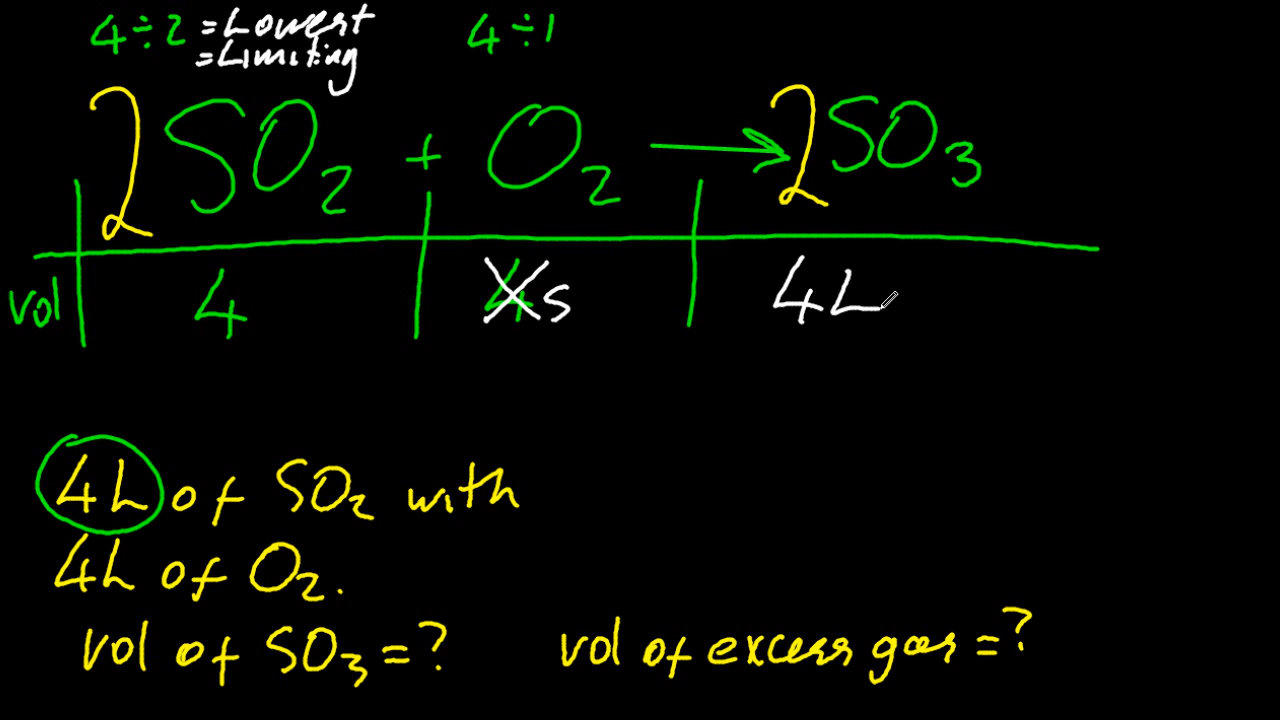 4÷2 =Lowest 4÷1
=Limiting
2SO₂ + O₂ → 2SO₃
vol 4 Xs 4L
4L of SO₂ with
4L of O₂.
vol of SO₃=? vol of excess gas=?